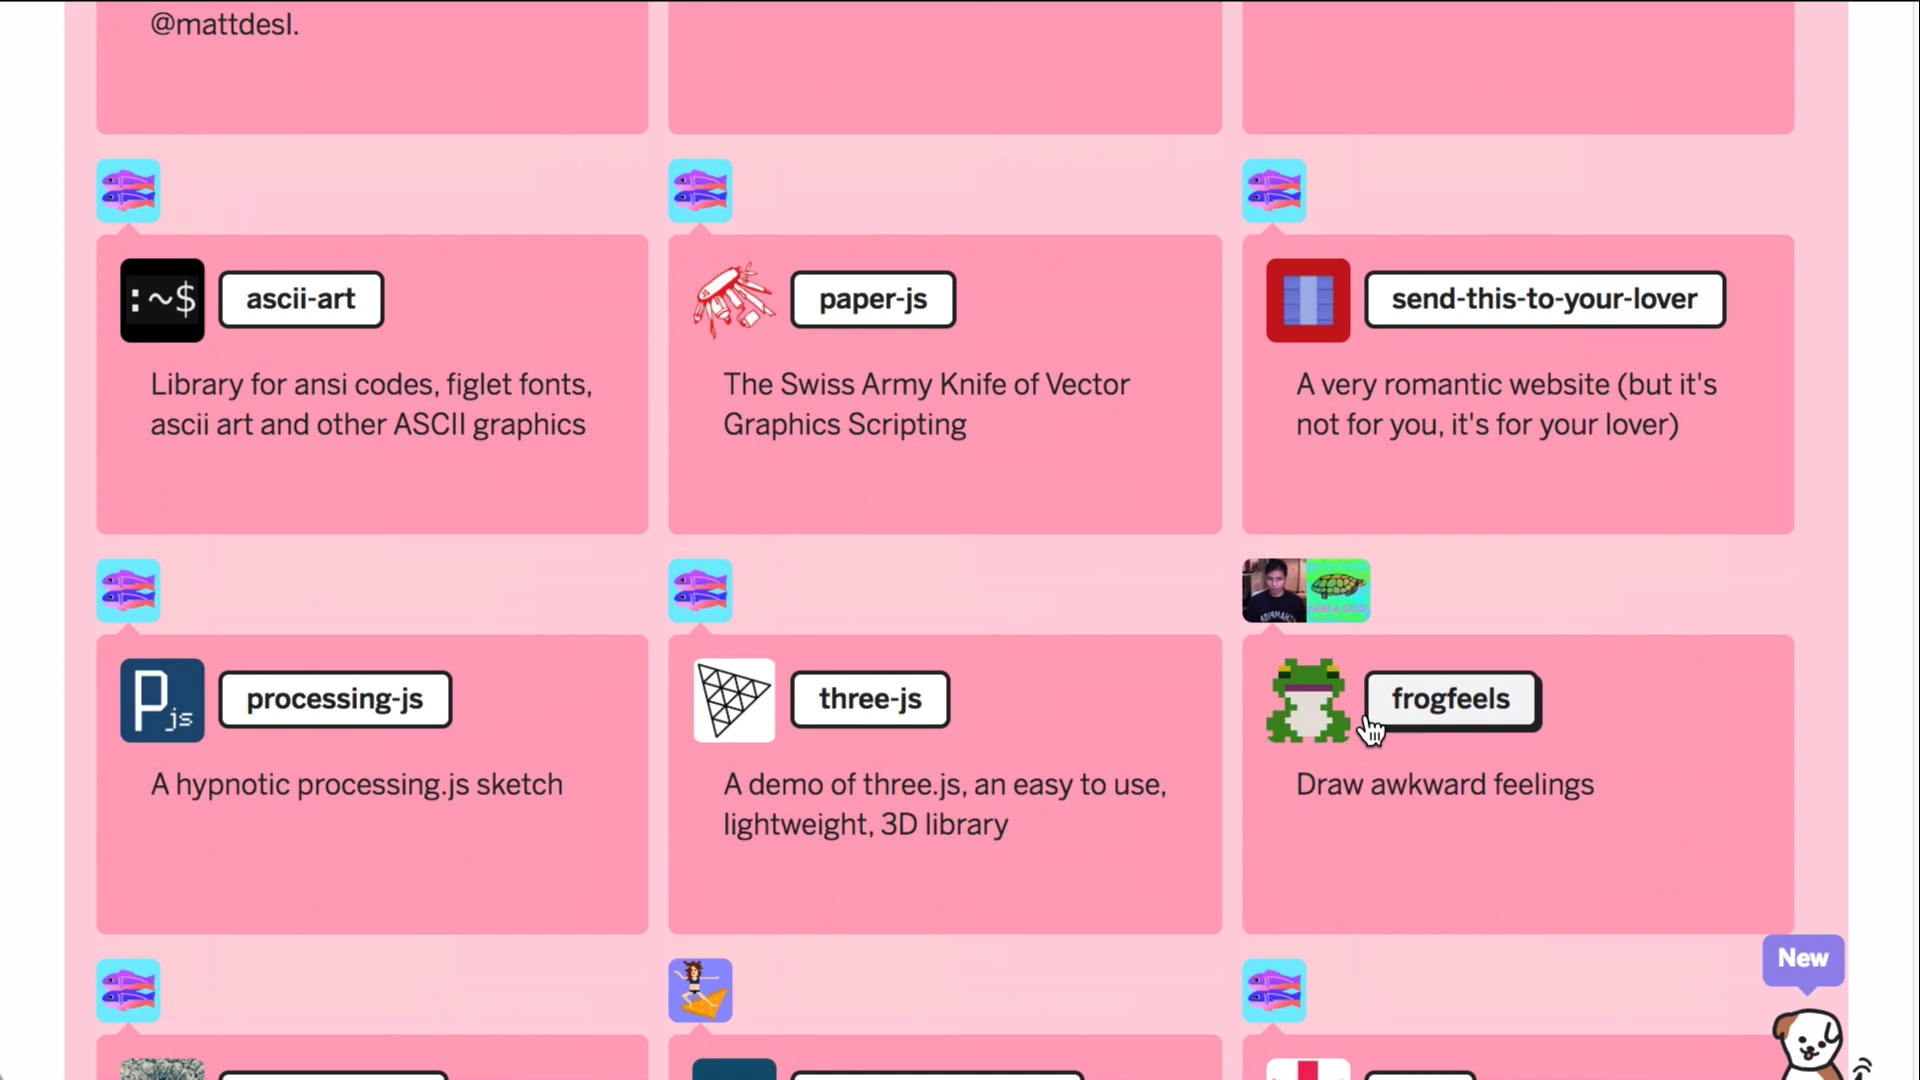 @mattdesl.
:~$
ascii-art
Library for ansi codes, figlet fonts,
ascii art and other ASCII graphics
paper-js
The Swiss Army Knife of Vector
Graphics Scripting
send-this-to-your-lover
A very romantic website (but it's
not for you, it's for your lover)
Pjs
processing-js
A hypnotic processing.js sketch
three-js
A demo of three.js, an easy to use,
lightweight, 3D library
I AM A GOD
frogfeels
Draw awkward feelings
New